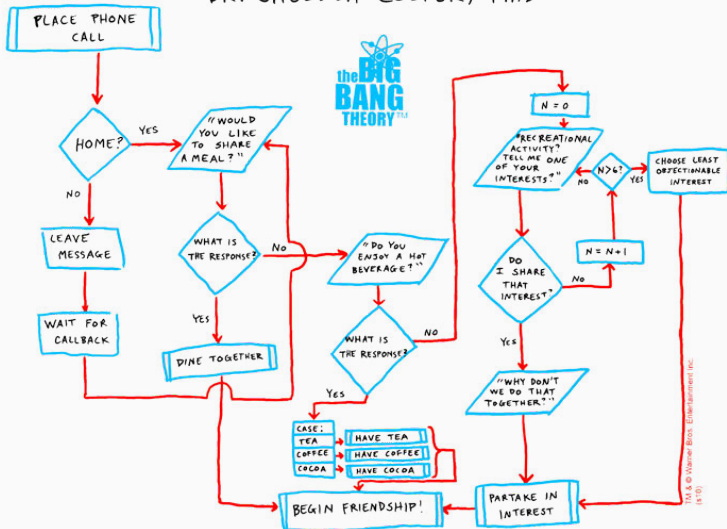 PLACE PHONE
CALL
the BIG
BANG
THEORY™
HOME?
YES
NO
LEAVE
MESSAGE
WAIT FOR
CALLBACK
"WOULD
YOU LIKE
TO SHARE
A MEAL?"
WHAT IS
THE RESPONSE?
NO
YES
DINE TOGETHER
"DO YOU
ENJOY A HOT
BEVERAGE?"
WHAT IS
THE RESPONSE?
NO
YES
CASE:
TEA
HAVE TEA
COFFEE
HAVE COFFEE
COCOA
HAVE COCOA
BEGIN FRIENDSHIP!
N=0
"RECREATIONAL
ACTIVITY?
TELL ME ONE
OF YOUR
INTERESTS?"
N>6?
NO
YES
CHOOSE LEAST
OBJECTIONABLE
INTEREST
N=N+1
DO
I SHARE
THAT
INTEREST?
NO
YES
"WHY DON'T
WE DO THAT
TOGETHER?"
PARTAKE IN
INTEREST
TM & © Warner Bros. Entertainment Inc.
(s10)